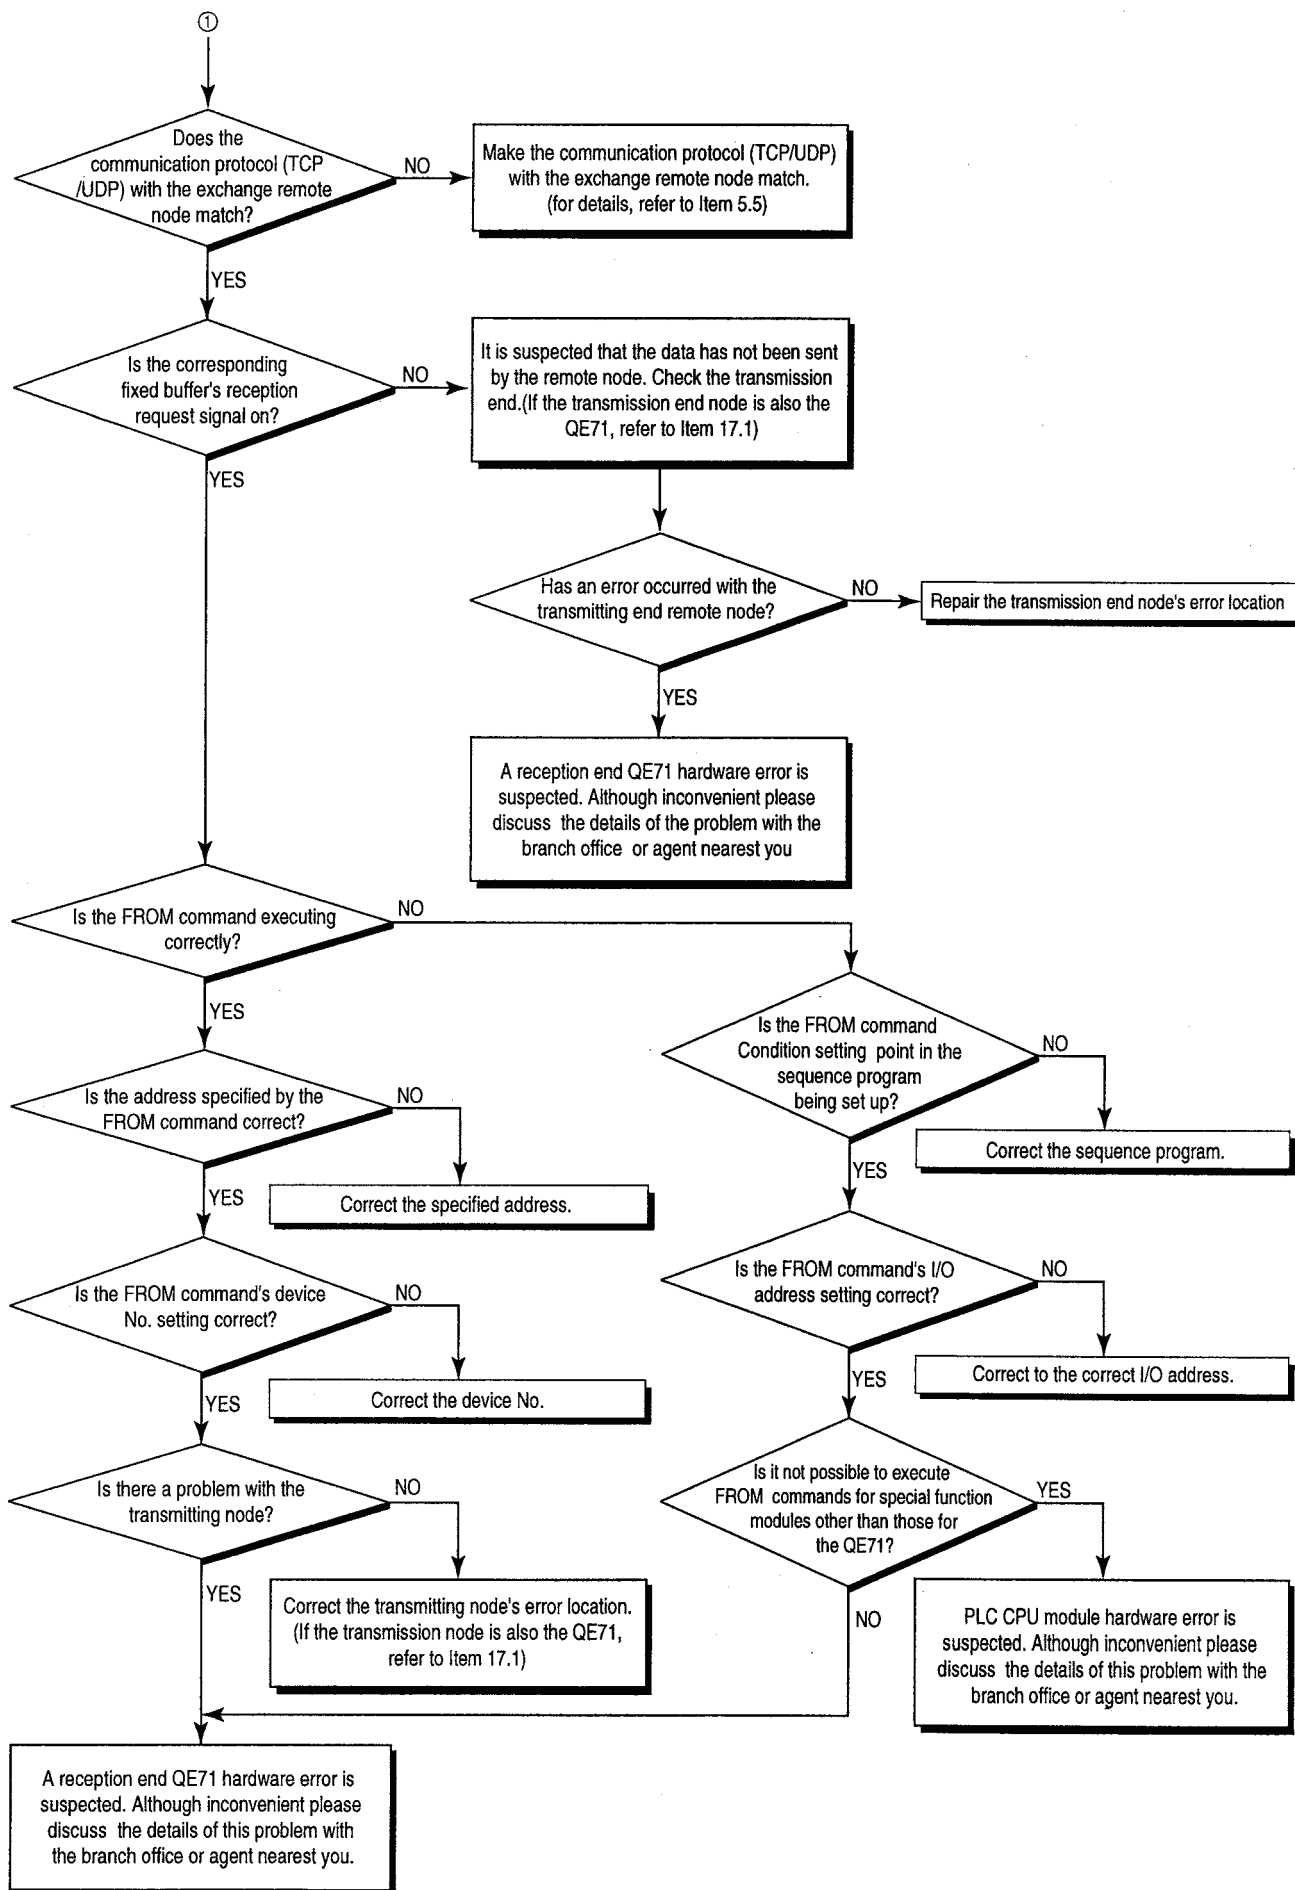 ①
Does the
communication protocol (TCP
/UDP) with the exchange remote
node match?
NO
Make the communication protocol (TCP/UDP)
with the exchange remote node match.
(for details, refer to Item 5.5)
YES
Is the corresponding
fixed buffer's reception
request signal on?
NO
It is suspected that the data has not been sent
by the remote node. Check the transmission
end.(If the transmission end node is also the
QE71, refer to Item 17.1)
YES
Has an error occurred with the
transmitting end remote node?
NO
Repair the transmission end node's error location
YES
A reception end QE71 hardware error is
suspected. Although inconvenient please
discuss the details of the problem with the
branch office or agent nearest you
Is the FROM command executing
correctly?
NO
YES
Is the FROM command
Condition setting point in the
sequence program
being set up?
NO
Correct the sequence program.
YES
Is the address specified by the
FROM command correct?
NO
Correct the specified address.
YES
Is the FROM command's I/O
address setting correct?
NO
Correct to the correct I/O address.
YES
Is the FROM command's device
No. setting correct?
NO
Correct the device No.
YES
Is it not possible to execute
FROM commands for special function
modules other than those for
the QE71?
YES
PLC CPU module hardware error is
suspected. Although inconvenient please
discuss the details of this problem with the
branch office or agent nearest you.
NO
Is there a problem with the
transmitting node?
NO
Correct the transmitting node's error location.
(If the transmission node is also the QE71,
refer to Item 17.1)
YES
A reception end QE71 hardware error is
suspected. Although inconvenient please
discuss the details of this problem with
the branch office or agent nearest you.